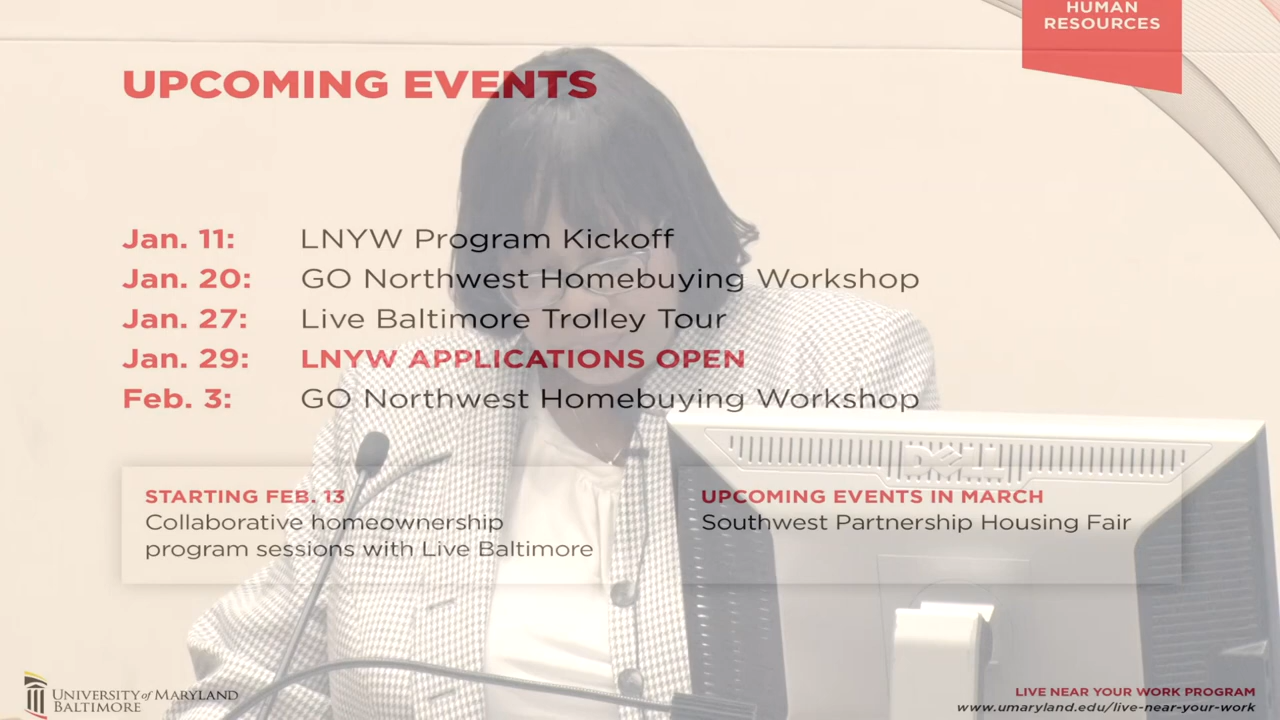 HUMAN
RESOURCES
UPCOMING EVENTS
Jan. 11: LNYW Program Kickoff
Jan. 20: GO Northwest Homebuying Workshop
Jan. 27: Live Baltimore Trolley Tour
Jan. 29: LNYW APPLICATIONS OPEN
Feb. 3: GO Northwest Homebuying Workshop
DELL
STARTING FEB. 13
Collaborative homeownership
program sessions with Live Baltimore
UPCOMING EVENTS IN MARCH
Southwest Partnership Housing Fair
UNIVERSITY of MARYLAND
BALTIMORE
LIVE NEAR YOUR WORK PROGRAM
www.umaryland.edu/live-near-your-work